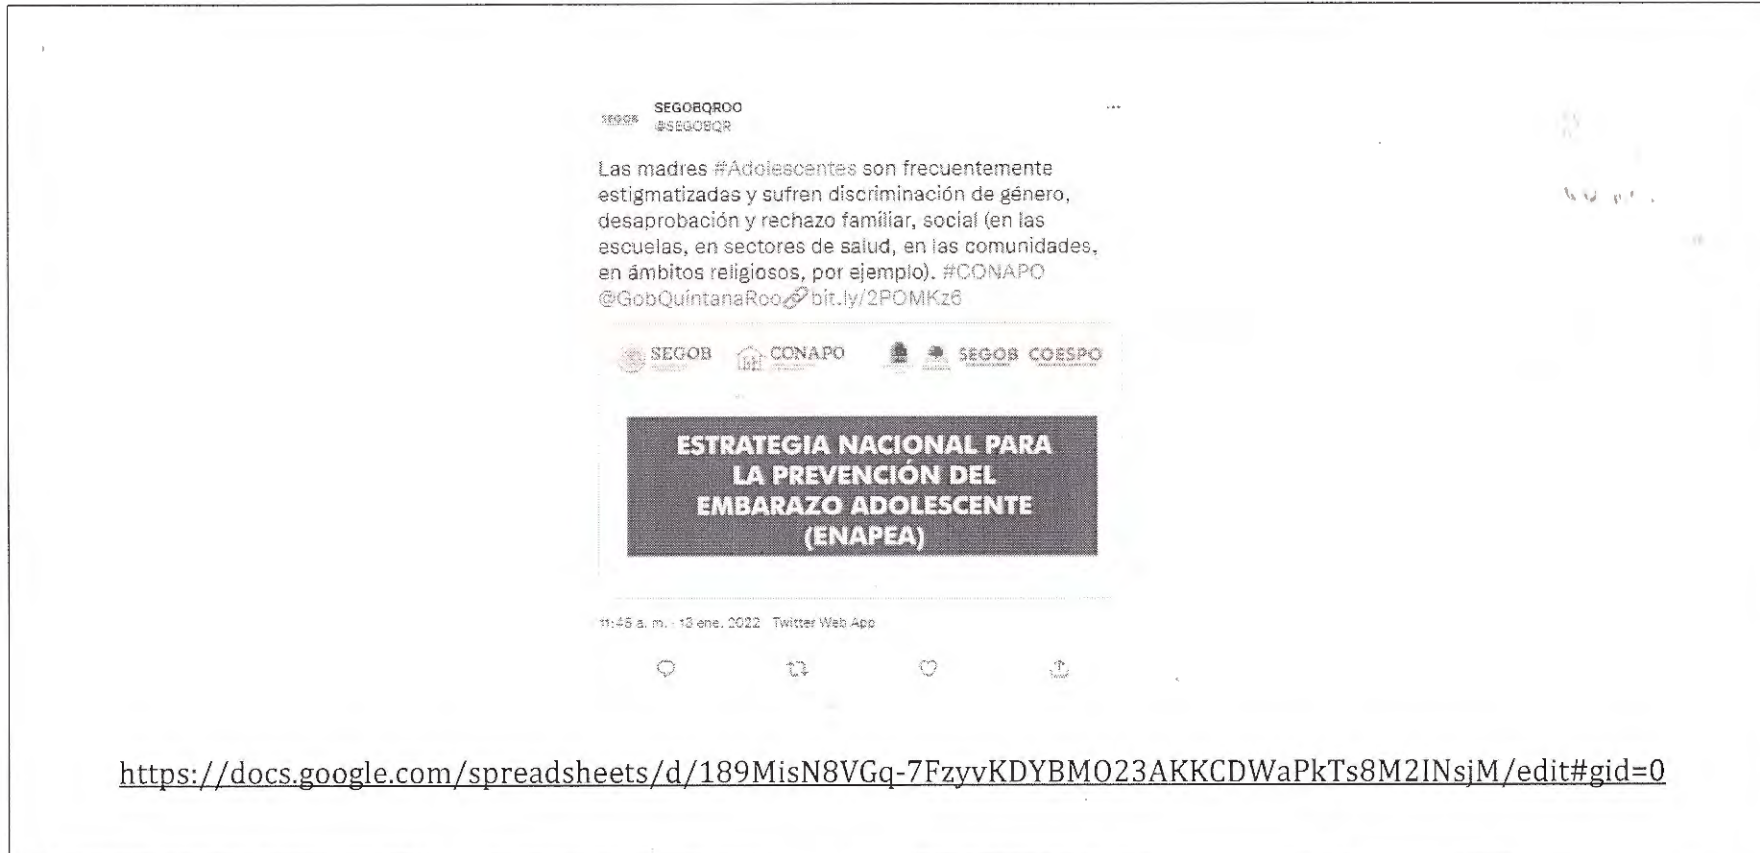 SEGOBQROO
SEGOB
@SEGOBQR
Las madres #Adolescentes son frecuentemente
estigmatizadas y sufren discriminación de género,
desaprobación y rechazo familiar, social (en las
escuelas, en sectores de salud, en las comunidades,
en ámbitos religiosos, por ejemplo). #CONAPO
@GobQuintanaRoo bit.ly/2POMKz6
SEGOB CONAPO SEGOB COESPO
ESTRATEGIA NACIONAL PARA
LA PREVENCIÓN DEL
EMBARAZO ADOLESCENTE
(ENAPEA)
11:45 a. m. · 13 ene. 2022 Twitter Web App
https://docs.google.com/spreadsheets/d/189MisN8VGq-7FzyvKDYBMO23AKKCDWaPkTs8M2INsjM/edit#gid=0